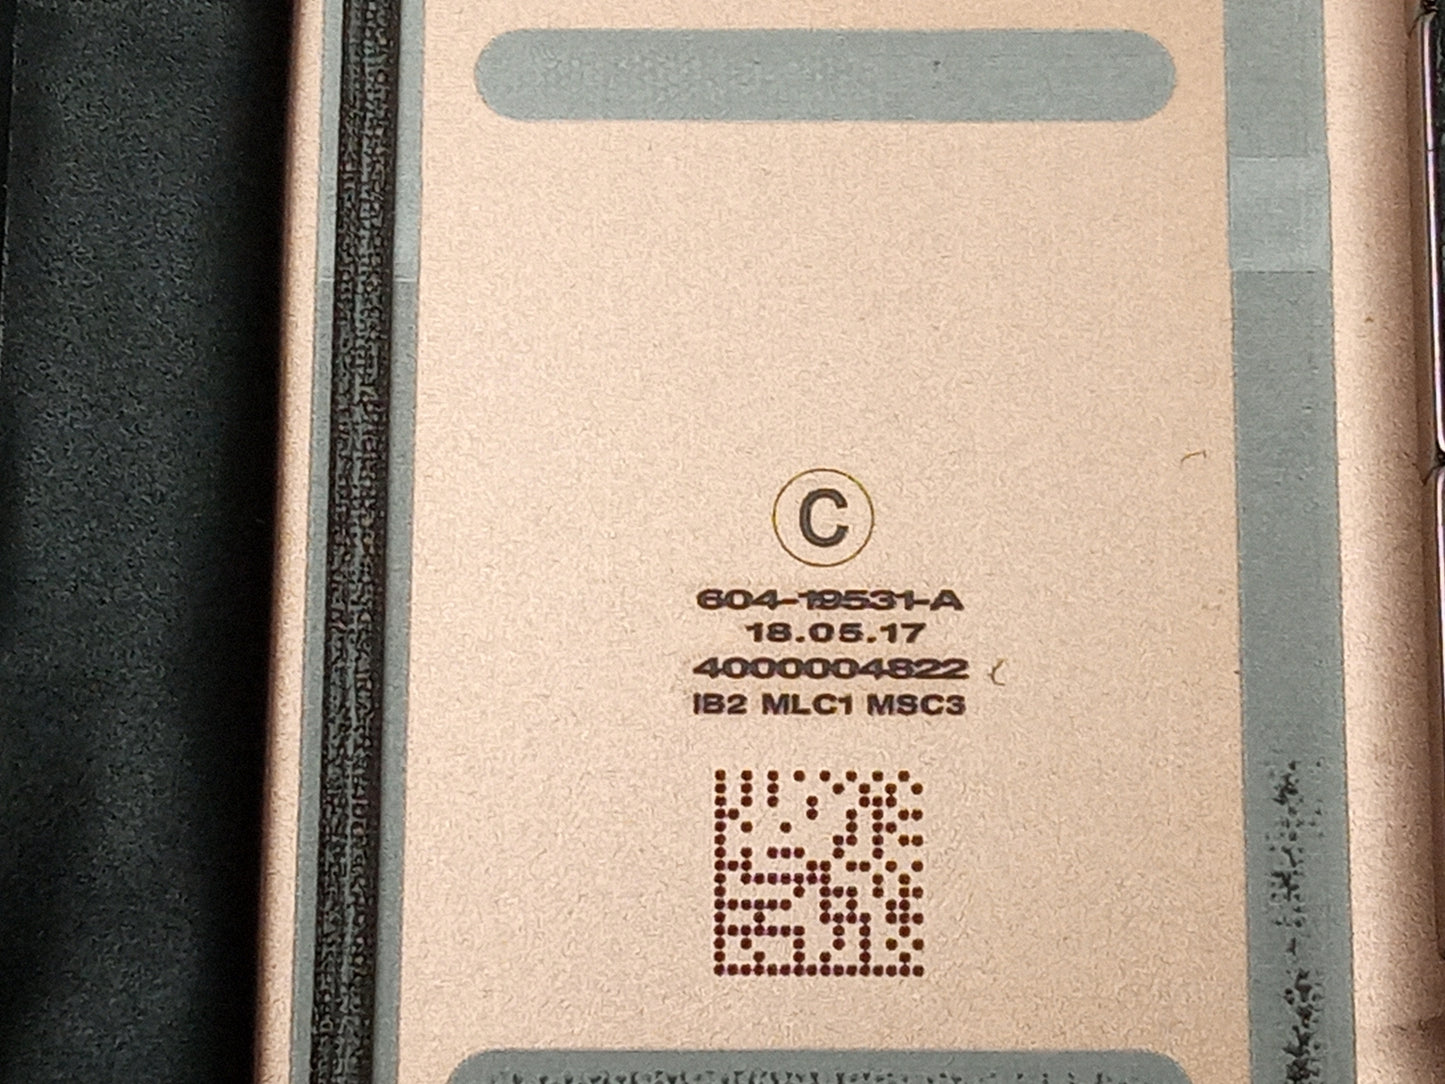 C
604-19531-A
18.05.17
4000004822
IB2 MLC1 MSC3